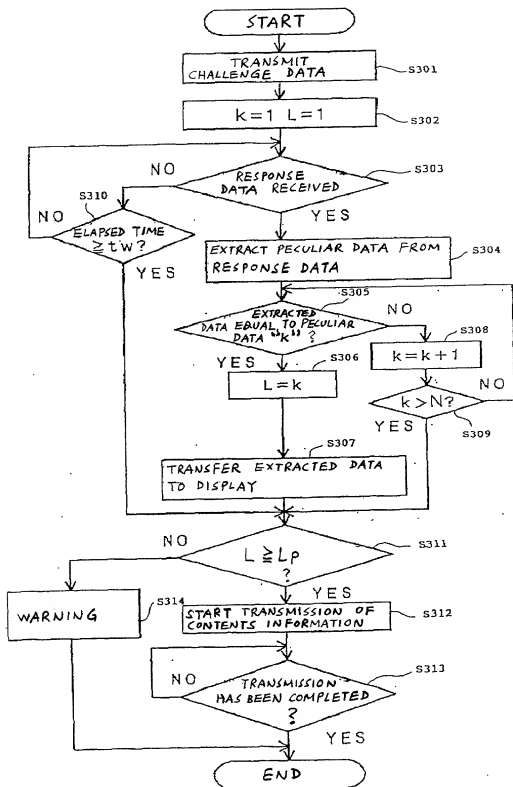 START
TRANSMIT
CHALLENGE DATA
S301
k=1 L=1
S302
NO
RESPONSE
DATA RECEIVED
S303
S310
NO
ELAPSED TIME
≧tw?
YES
YES
EXTRACT PECULIAR DATA FROM
RESPONSE DATA
S304
S305
EXTRACTED
DATA EQUAL TO PECULIAR
DATA "k" ?
NO
S308
YES
S306
k=k+1
L=k
NO
k>N?
YES
S309
S307
TRANSFER EXTRACTED DATA
TO DISPLAY
NO
L≧Lp
?
S311
YES
WARNING
S314
START TRANSMISSION OF
CONTENTS INFORMATION
S312
NO
TRANSMISSION
HAS BEEN COMPLETED
?
S313
YES
END